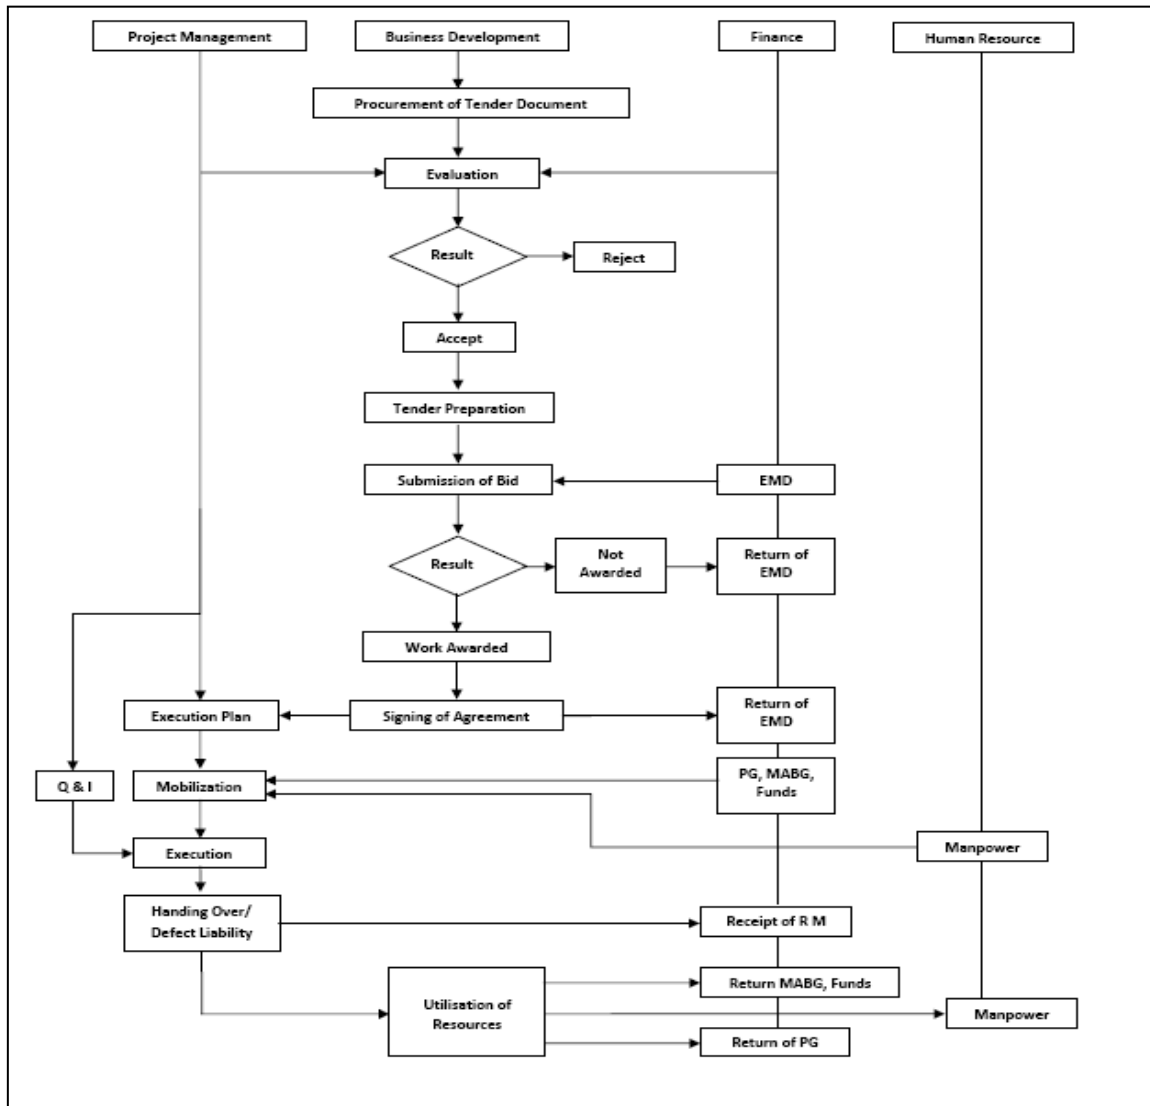 Project Management
Business Development
Finance
Human Resource
Procurement of Tender Document
Evaluation
Result
Reject
Accept
Tender Preparation
Submission of Bid
EMD
Result
Not
Awarded
Return of
EMD
Work Awarded
Execution Plan
Signing of Agreement
Return of
EMD
Q & I
Mobilization
PG, MABG,
Funds
Execution
Manpower
Handing Over/
Defect Liability
Receipt of R M
Utilisation of
Resources
Return MABG, Funds
Manpower
Return of PG